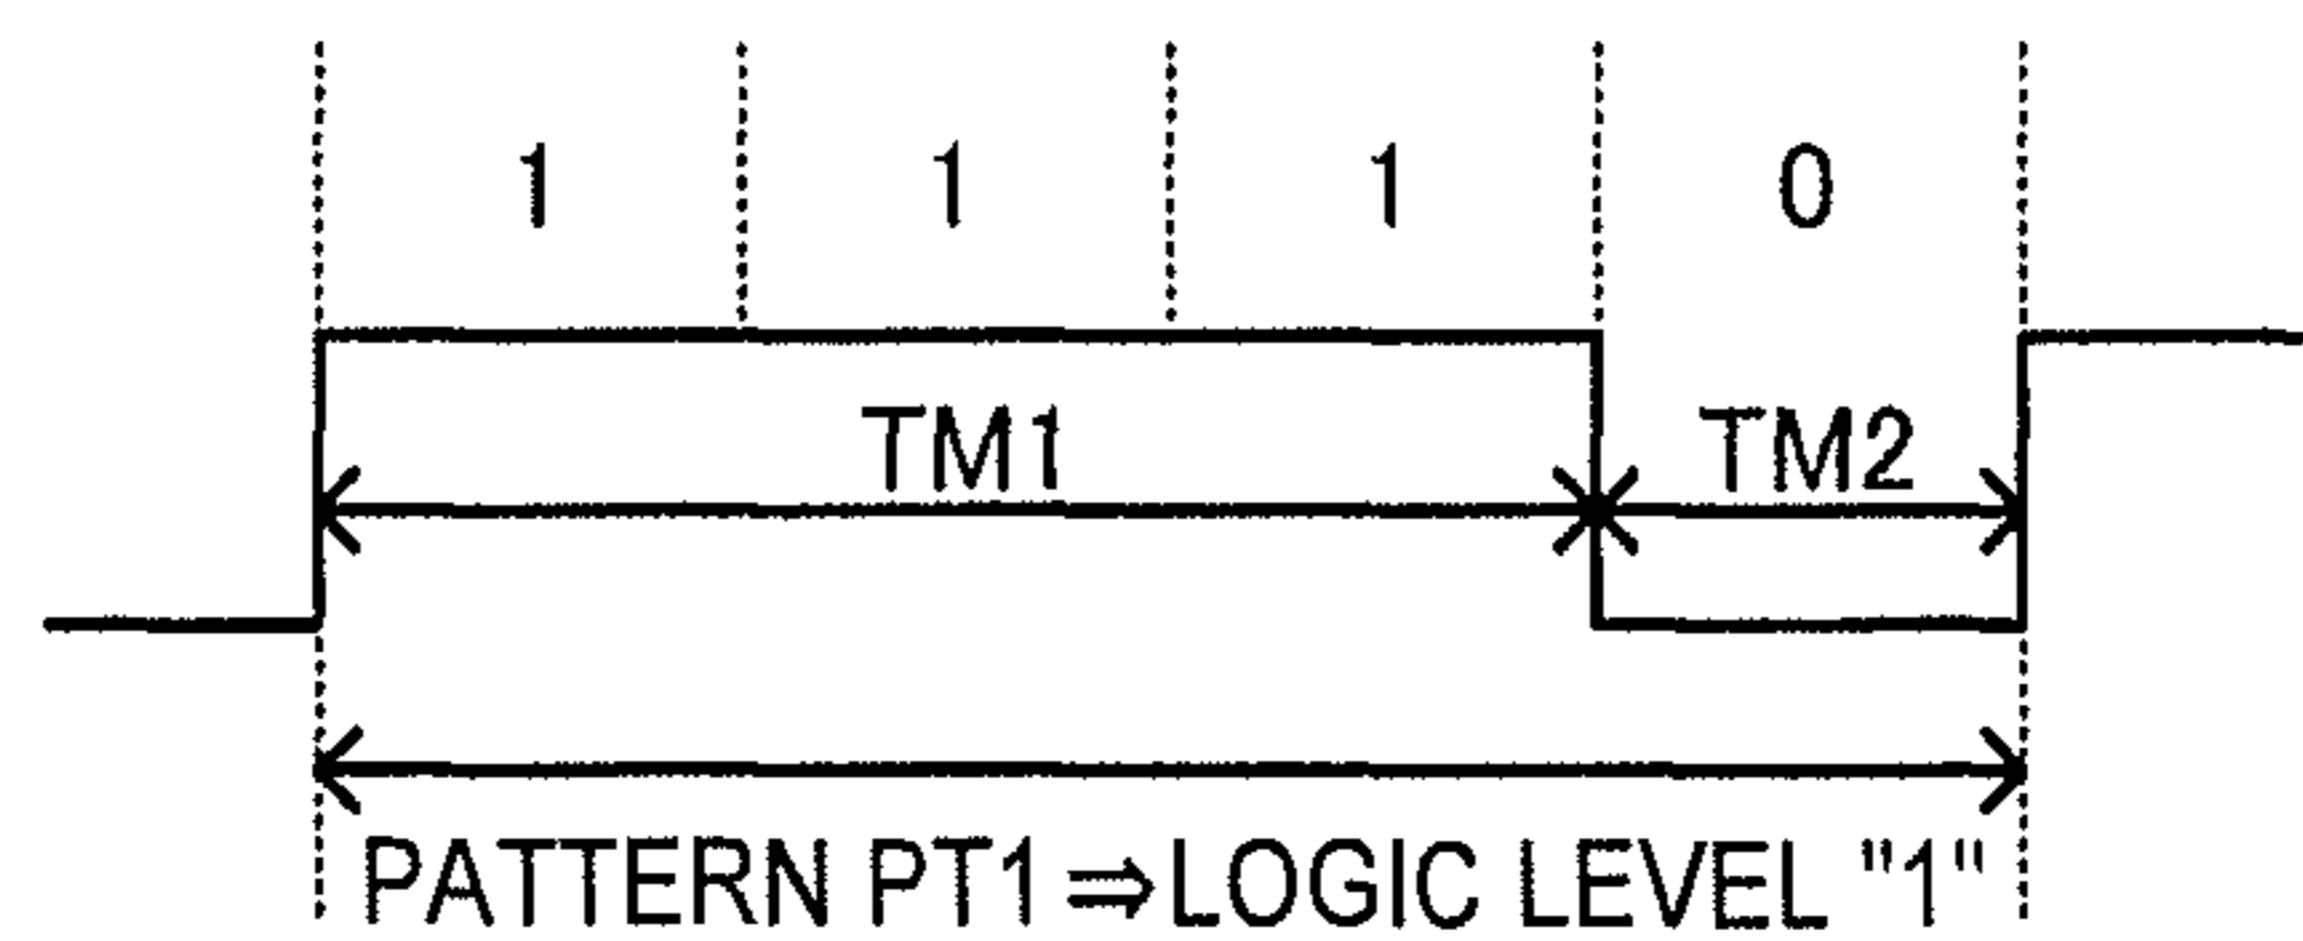 1 1 1 0
TM1 TM2
PATTERN PT1 ⇒ LOGIC LEVEL "1"